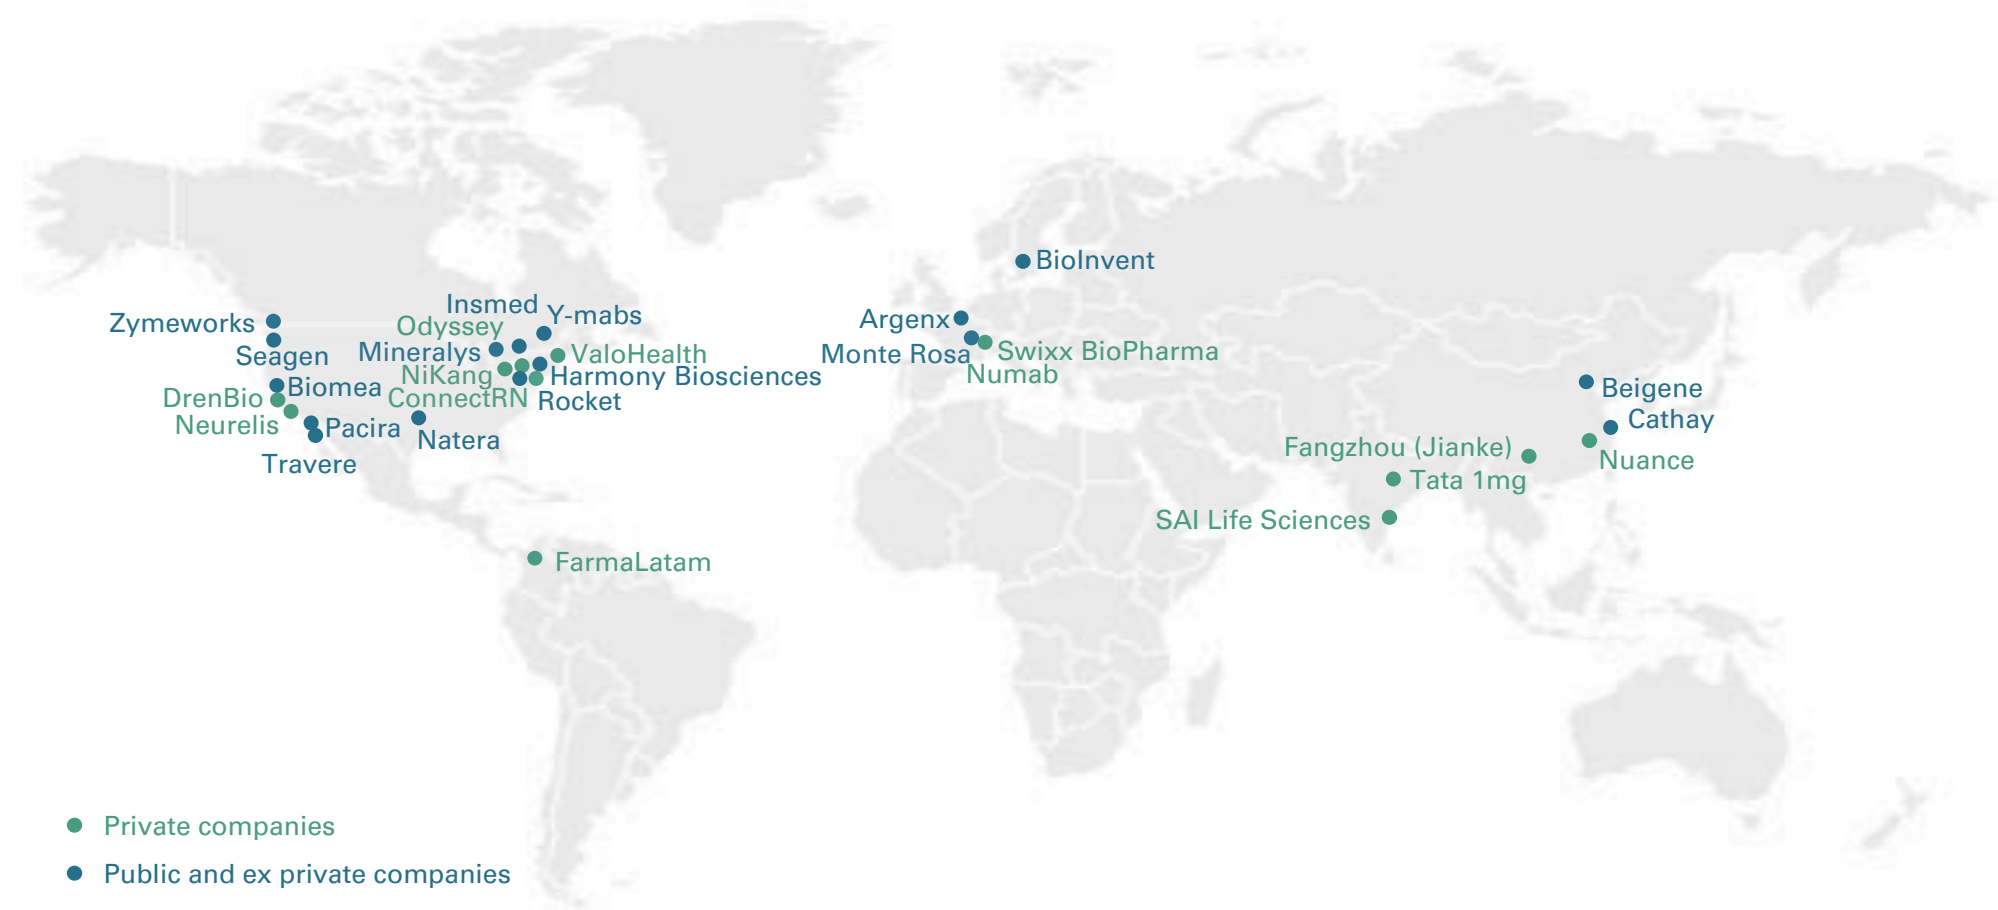 BioInvent
Insmed
Y-mabs
Zymeworks
Odyssey
Argenx
Seagen
Mineralys
ValoHealth
Monte Rosa
Swixx BioPharma
NiKang
Harmony Biosciences
Numab
Biomea
Beigene
DrenBio
ConnectRN
Rocket
Neurelis
Pacira
Natera
Cathay
Travere
Fangzhou (Jianke)
Nuance
Tata 1mg
SAI Life Sciences
FarmaLatam
Private companies
Public and ex private companies